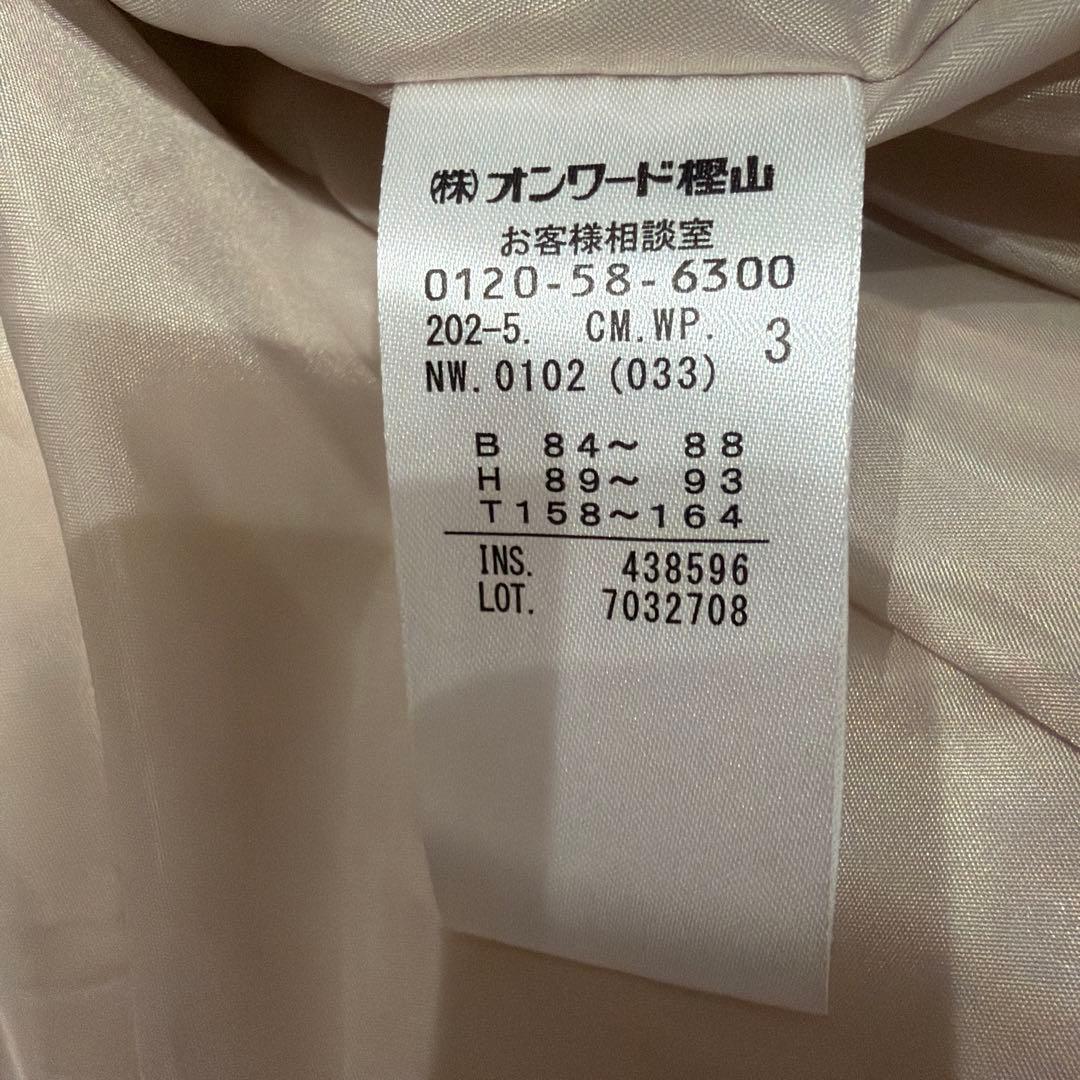 (株)オンワード樫山
お客様相談室
0120-58-6300
202-5. CM.WP. 3
NW.0102 (033)
B 84～ 88
H 89～ 93
T158～164
INS. 438596
LOT. 7032708